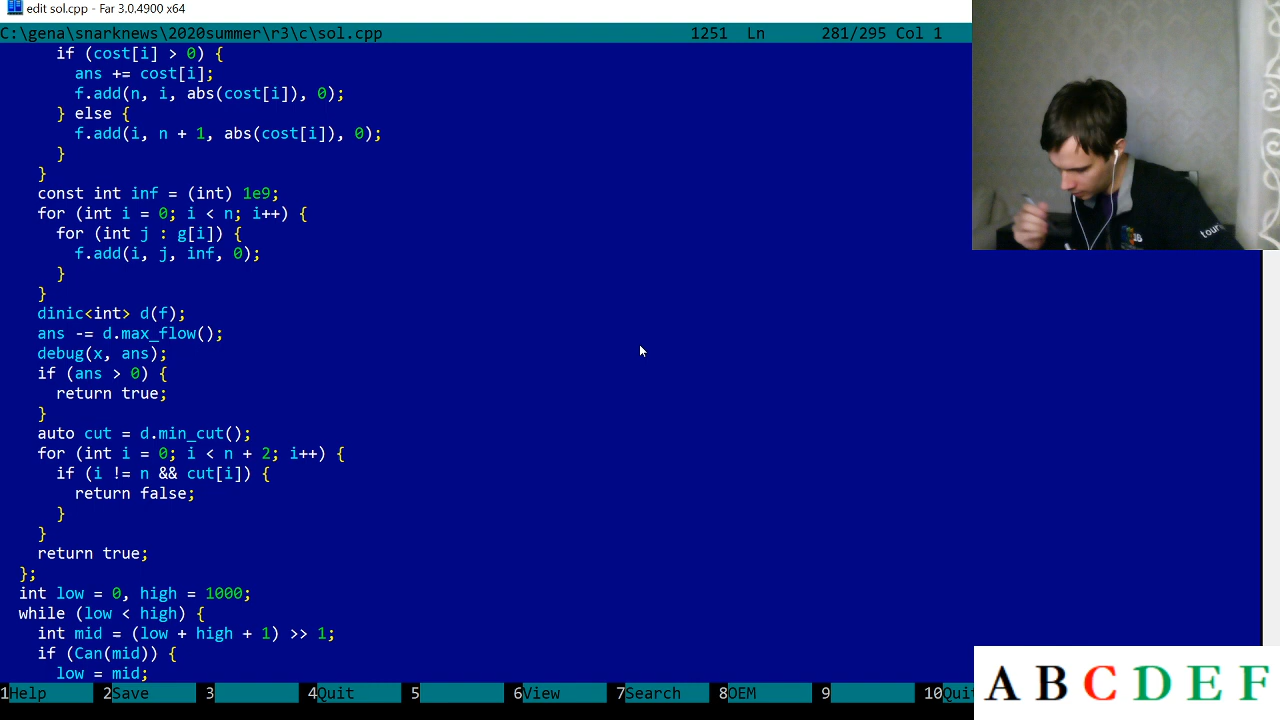 edit sol.cpp - Far 3.0.4900 x64
C:\gena\snarknews\2020summer\r3\c\sol.cpp 1251 Ln 281/295 Col 1
if (cost[i] > 0) {
ans += cost[i];
f.add(n, i, abs(cost[i]), 0);
} else {
f.add(i, n + 1, abs(cost[i]), 0);
}
}
const int inf = (int) 1e9;
for (int i = 0; i < n; i++) {
for (int j : g[i]) {
f.add(i, j, inf, 0);
}
}
dinic<int> d(f);
ans -= d.max_flow();
debug(x, ans);
if (ans > 0) {
return true;
}
auto cut = d.min_cut();
for (int i = 0; i < n + 2; i++) {
if (i != n && cut[i]) {
return false;
}
}
return true;
};
int low = 0, high = 1000;
while (low < high) {
int mid = (low + high + 1) >> 1;
if (Can(mid)) {
low = mid;
1Help 2Save 3 4Quit 5 6View 7Search 8OEM 9 10Quit
tour
A B C D E F